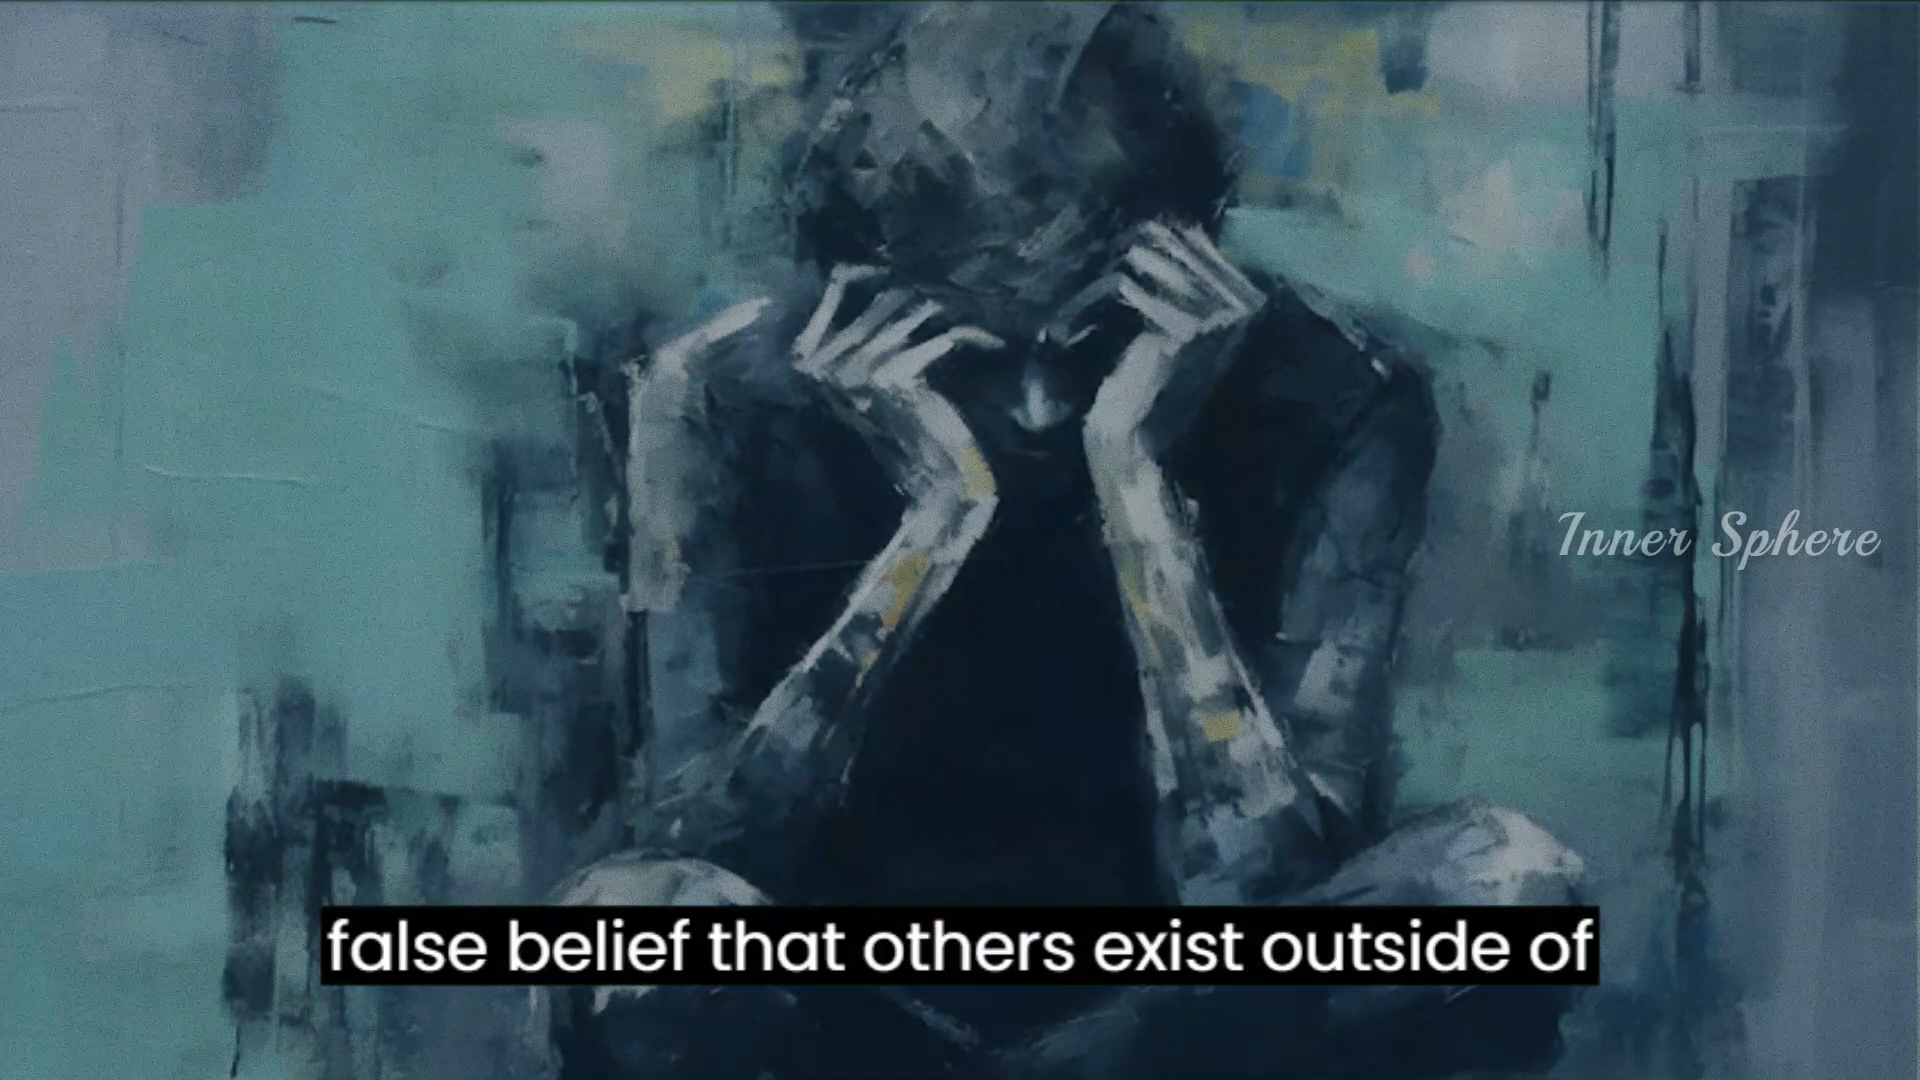 Inner Sphere
false belief that others exist outside of